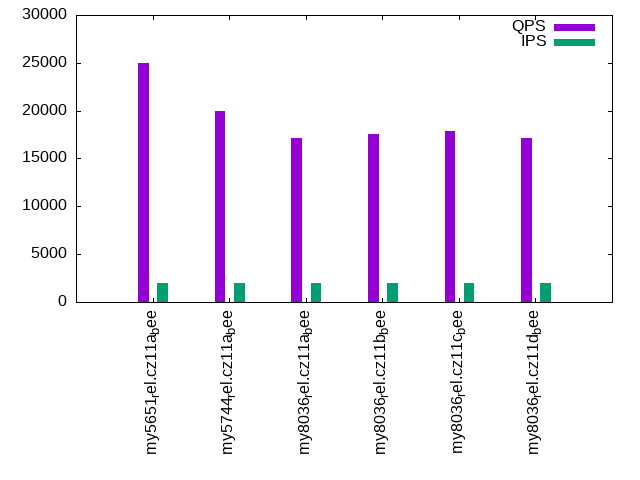 30000
25000
20000
15000
10000
5000
0
QPS
IPS
my5651rel.cz11abee
my5744rel.cz11abee
my8036rel.cz11abee
my8036rel.cz11bbee
my8036rel.cz11cbee
my8036rel.cz11dbee